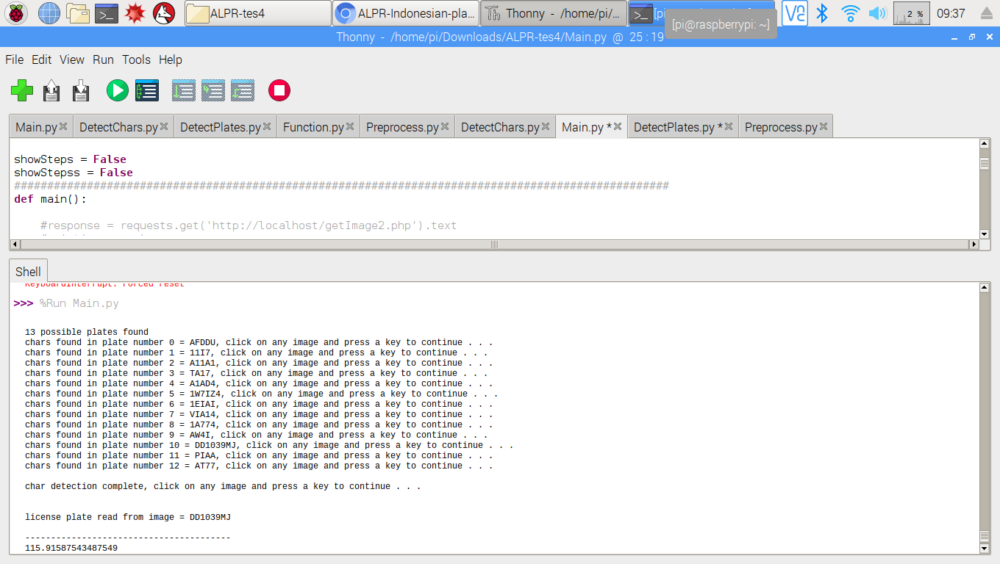 ALPR-tes4
ALPR-Indonesian-pla...
Thonny - /home/pi/...
[pi@raspberrypi: ~]
2 %
09:37
Thonny - /home/pi/Downloads/ALPR-tes4/Main.py @ 25 : 19
File Edit View Run Tools Help
Main.py DetectChars.py DetectPlates.py Function.py Preprocess.py DetectChars.py Main.py * DetectPlates.py * Preprocess.py
showSteps = False
showStepss = False
###################################################################################################
def main():
#response = requests.get('http://localhost/getImage2.php').text
Shell
KeyboardInterrupt: Forced reset
>>> %Run Main.py
13 possible plates found
chars found in plate number 0 = AFDDU, click on any image and press a key to continue . . .
chars found in plate number 1 = 11I7, click on any image and press a key to continue . . .
chars found in plate number 2 = A11A1, click on any image and press a key to continue . . .
chars found in plate number 3 = TA17, click on any image and press a key to continue . . .
chars found in plate number 4 = A1AD4, click on any image and press a key to continue . . .
chars found in plate number 5 = 1W7IZ4, click on any image and press a key to continue . . .
chars found in plate number 6 = 1EIAI, click on any image and press a key to continue . . .
chars found in plate number 7 = VIA14, click on any image and press a key to continue . . .
chars found in plate number 8 = 1A774, click on any image and press a key to continue . . .
chars found in plate number 9 = AW4I, click on any image and press a key to continue . . .
chars found in plate number 10 = DD1039MJ, click on any image and press a key to continue . . .
chars found in plate number 11 = PIAA, click on any image and press a key to continue . . .
chars found in plate number 12 = AT77, click on any image and press a key to continue . . .
char detection complete, click on any image and press a key to continue . . .
license plate read from image = DD1039MJ
----------------------------------------
115.91587543487549